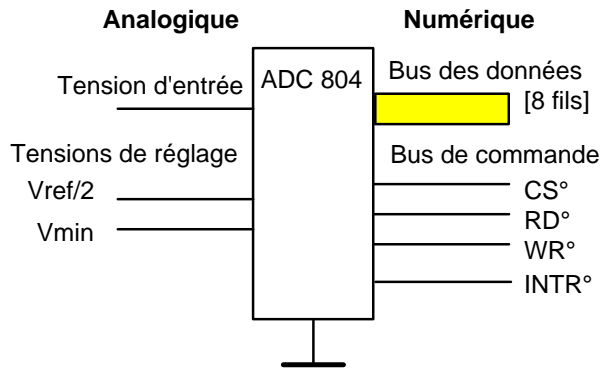 Analogique
Numérique
ADC 804
Tension d'entrée
Bus des données
[8 fils]
Tensions de réglage
Bus de commande
Vref/2
CS°
RD°
Vmin
WR°
INTR°